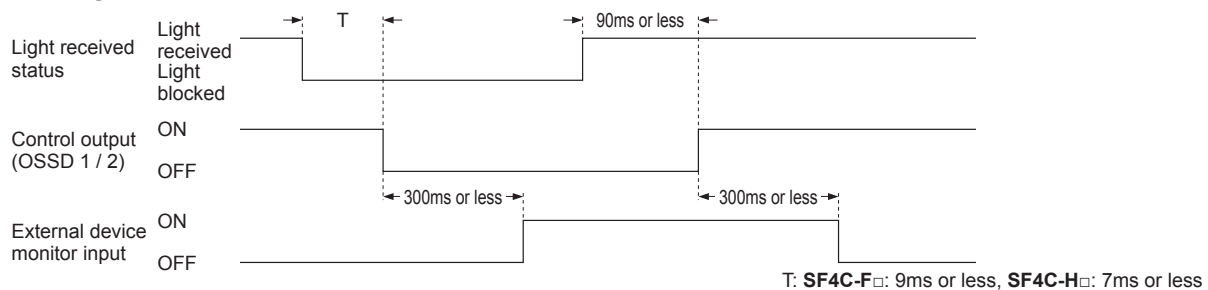 T
90ms or less
Light received
status
Light
received
Light
blocked
Control output
(OSSD 1 / 2)
ON
OFF
300ms or less
300ms or less
External device
monitor input
ON
OFF
T: SF4C-F□: 9ms or less, SF4C-H□: 7ms or less